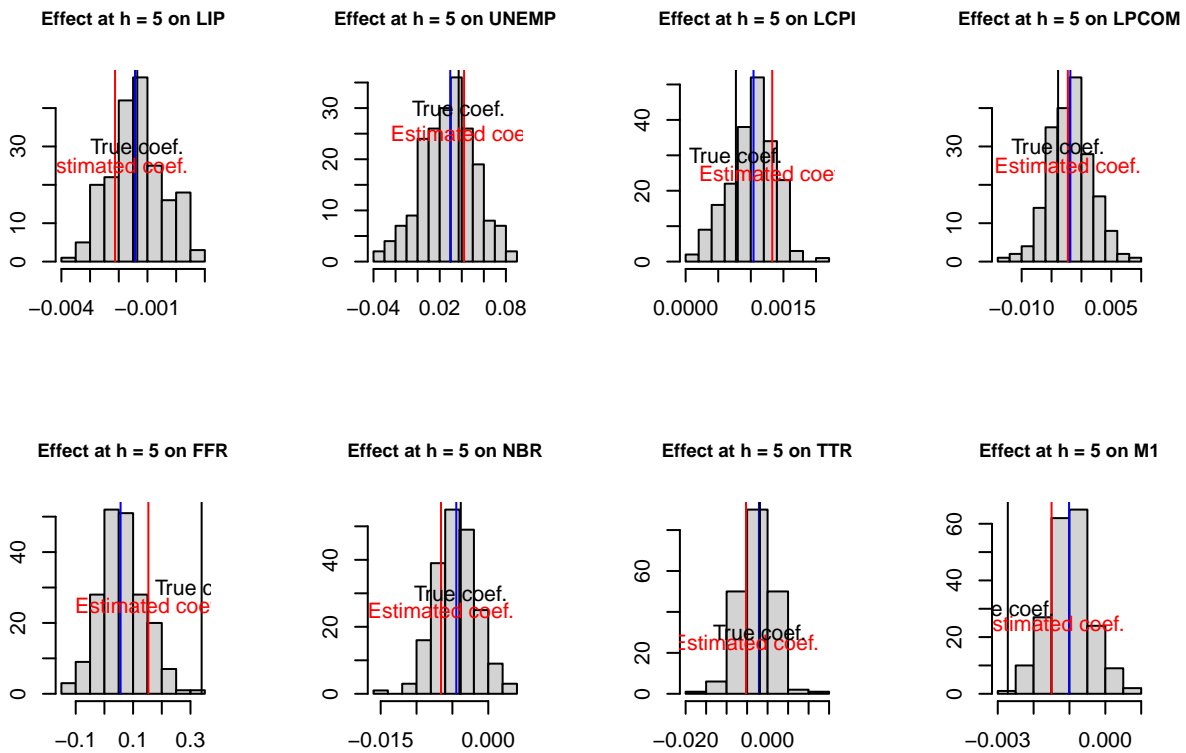 Effect at h = 5 on LIP
Effect at h = 5 on UNEMP
Effect at h = 5 on LCPI
Effect at h = 5 on LPCOM
0 10 30
True coef.
stimated coef.
−0.004 −0.001
0 10 20 30
True coef.
Estimated coe
−0.04 0.02 0.08
0 20 40
True coef.
Estimated coe
0.0000 0.0015
0 10 30
True coef.
Estimated coef.
−0.010 0.005
Effect at h = 5 on FFR
Effect at h = 5 on NBR
Effect at h = 5 on TTR
Effect at h = 5 on M1
0 20 40
True c
Estimated coe
−0.1 0.1 0.3
0 20 40
True coef.
Estimated coef.
−0.015 0.000
0 20 60
True coef.
Estimated coef.
−0.020 0.000
0 20 40 60
e coef.
stimated coef.
−0.003 0.000